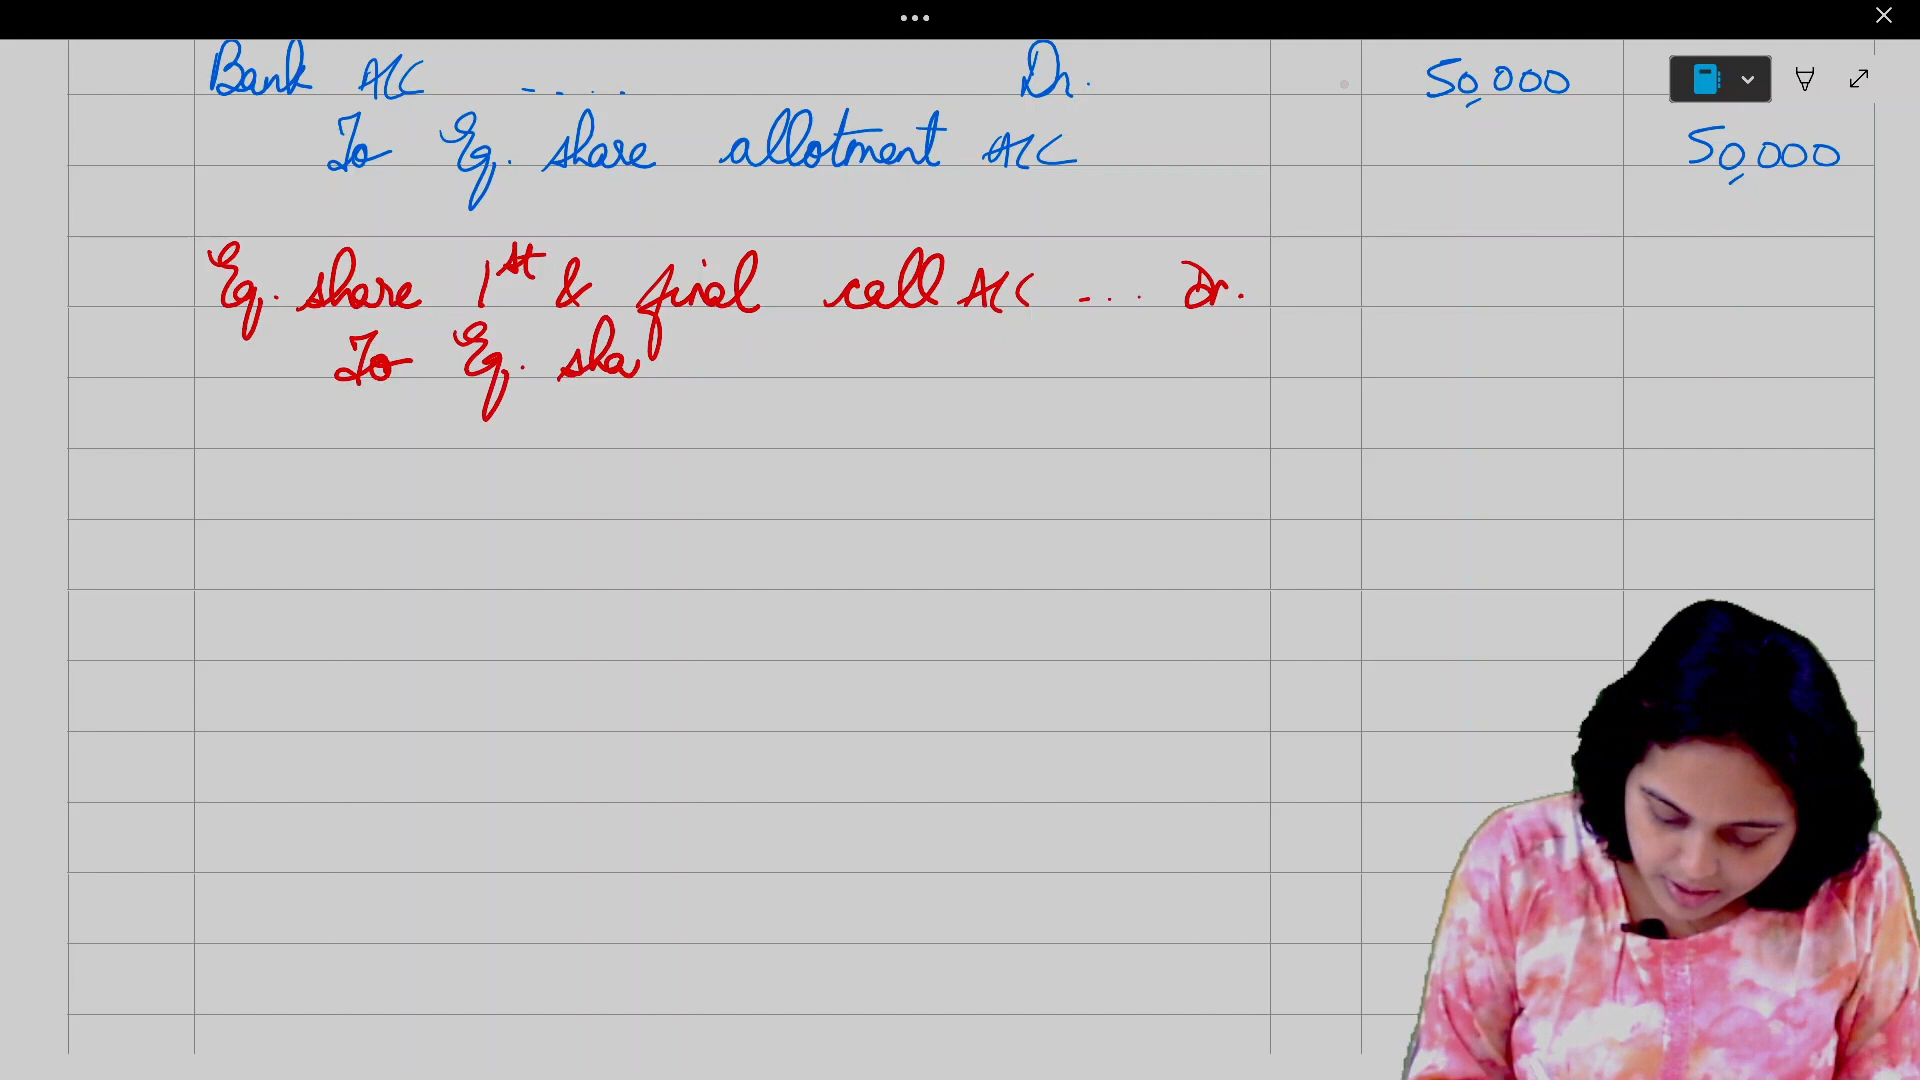 Bank A/C ..... Dr. 50,000
To Eq. share allotment A/C 50,000
Eq. share 1st & final call A/C ... Dr.
To Eq. sha